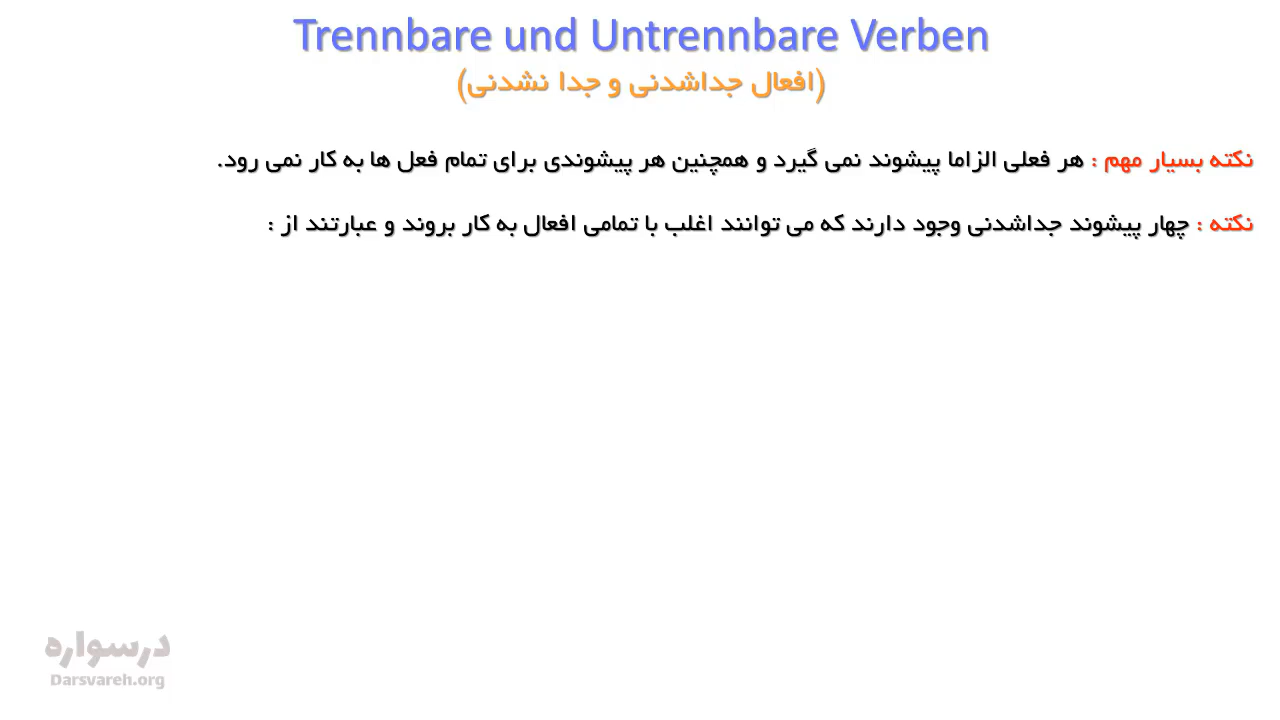 Trennbare und Untrennbare Verben
(افعال جداشدنی و جدا نشدنی)
نکته بسیار مهم : هر فعلی الزاما پیشوند نمی گیرد و همچنین هر پیشوندی برای تمام فعل ها به کار نمی رود.
نکته : چهار پیشوند جداشدنی وجود دارند که می توانند اغلب با تمامی افعال به کار بروند و عبارتند از :
درسواره
Darsvareh.org